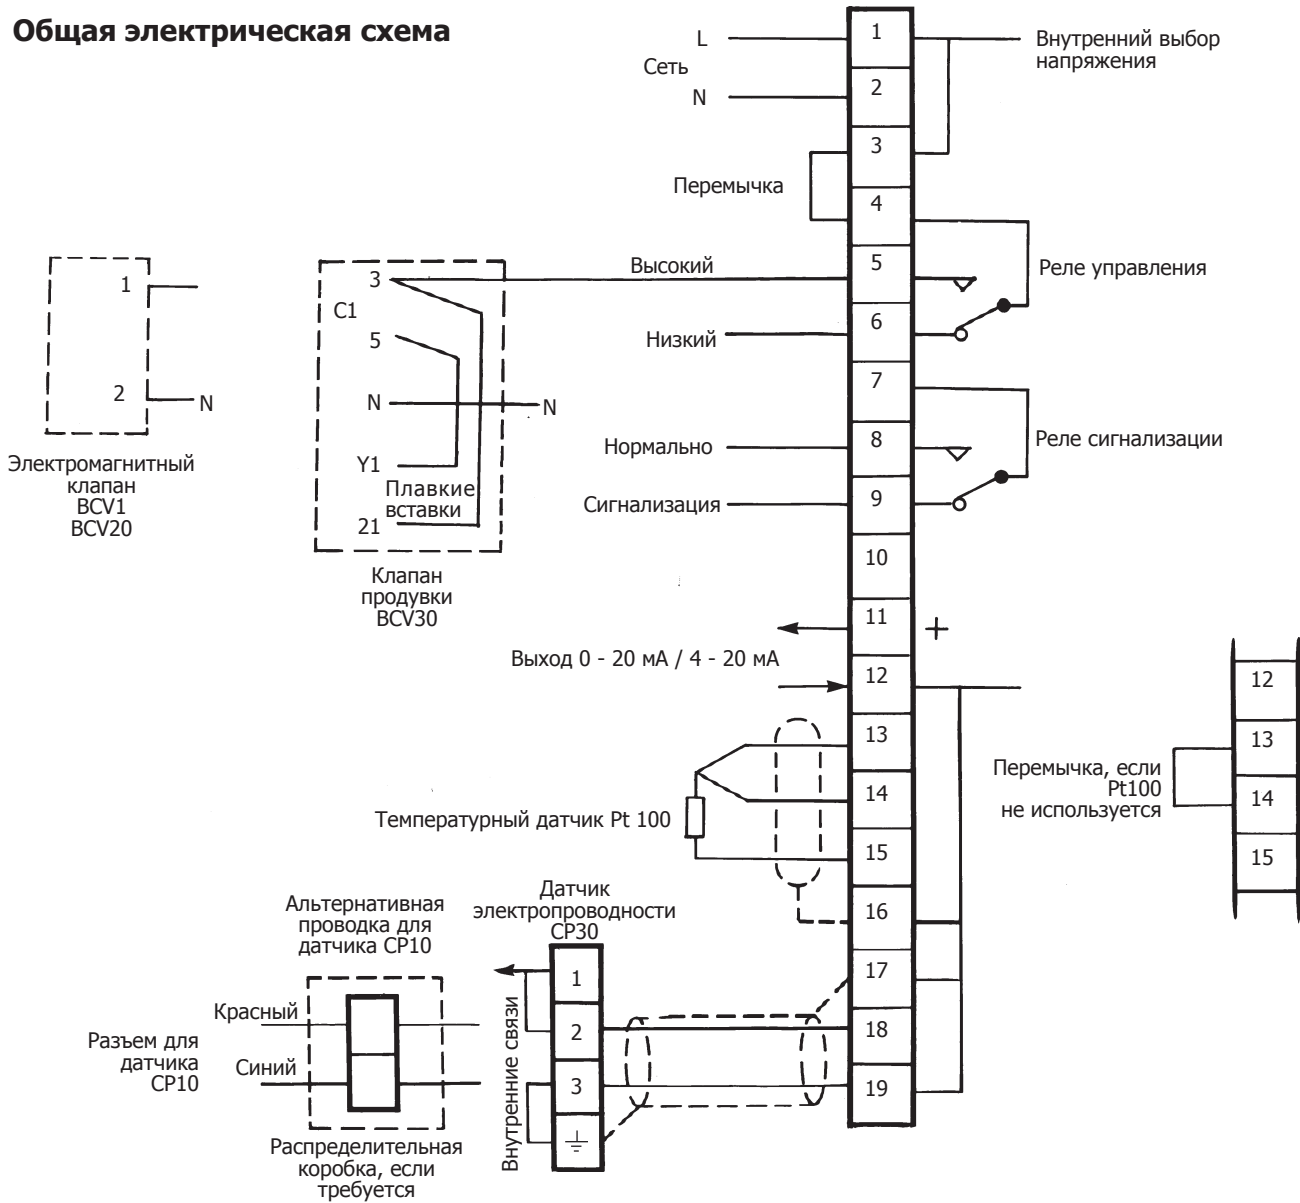 Общая электрическая схема
L
Сеть
N
Внутренний выбор
напряжения
Перемычка
1
2
3
4
5
6
7
8
9
10
11
12
13
14
15
16
17
18
19
Высокий
Низкий
Реле управления
Нормально
Сигнализация
Реле сигнализации
1
2
N
Электромагнитный
клапан
BCV1
BCV20
3
C1
5
N
N
Y1
Плавкие
вставки
21
Клапан
продувки
BCV30
+
Выход 0 - 20 мА / 4 - 20 мА
Температурный датчик Pt 100
12
13
14
15
Перемычка, если
Pt100
не используется
Датчик
электропроводности
CP30
1
2
3
Внутренние связи
Альтернативная
проводка для
датчика CP10
Красный
Синий
Разъем для
датчика
CP10
Распределительная
коробка, если
требуется